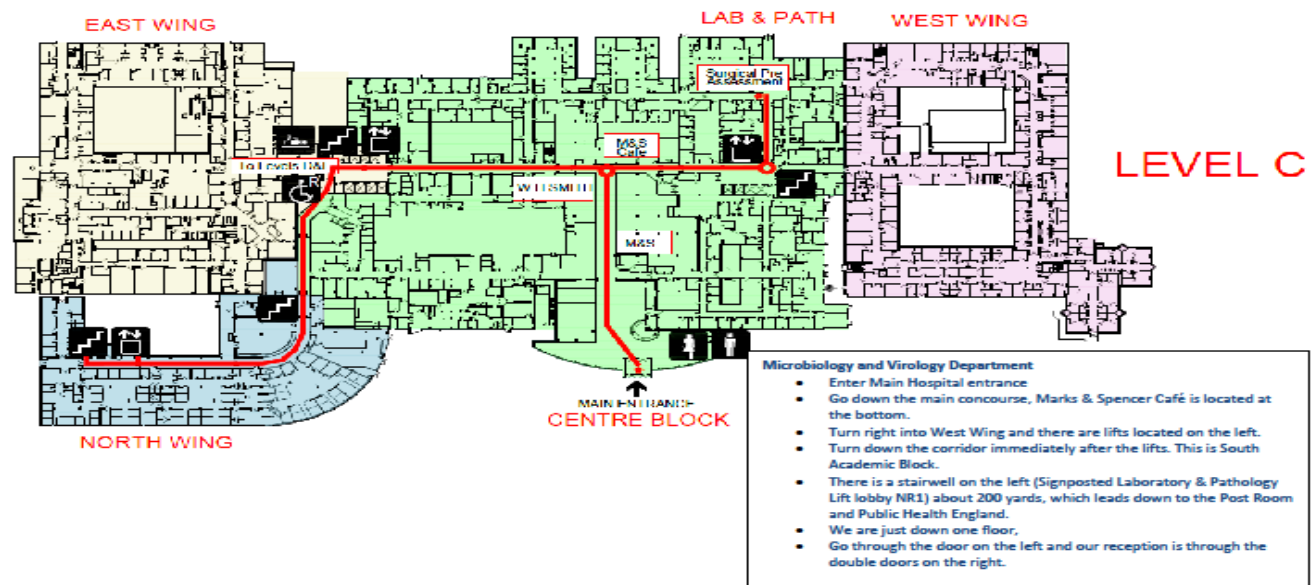 EAST WING
LAB & PATH
WEST WING
Surgical Pre
Assessment
M&S
Cafe
LEVEL C
To Levels
R
WHSMITH
M&S
MAIN ENTRANCE
CENTRE BLOCK
NORTH WING
Microbiology and Virology Department
• Enter Main Hospital entrance
• Go down the main concourse, Marks & Spencer Café is located at
the bottom.
• Turn right into West Wing and there are lifts located on the left.
• Turn down the corridor immediately after the lifts. This is South
Academic Block.
• There is a stairwell on the left (Signposted Laboratory & Pathology
Lift lobby NR1) about 200 yards, which leads down to the Post Room
and Public Health England.
• We are just down one floor,
• Go through the door on the left and our reception is through the
double doors on the right.